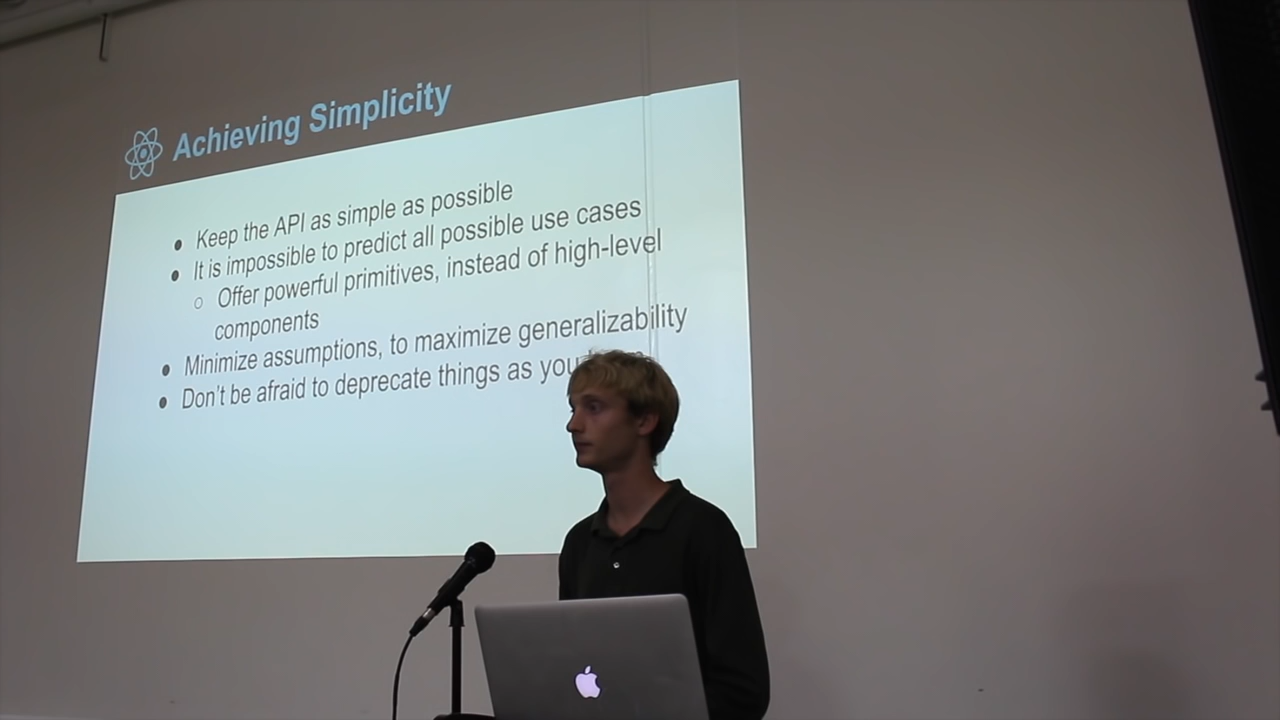 Achieving Simplicity
● Keep the API as simple as possible
● It is impossible to predict all possible use cases
○ Offer powerful primitives, instead of high-level
components
● Minimize assumptions, to maximize generalizability
● Don't be afraid to deprecate things as you